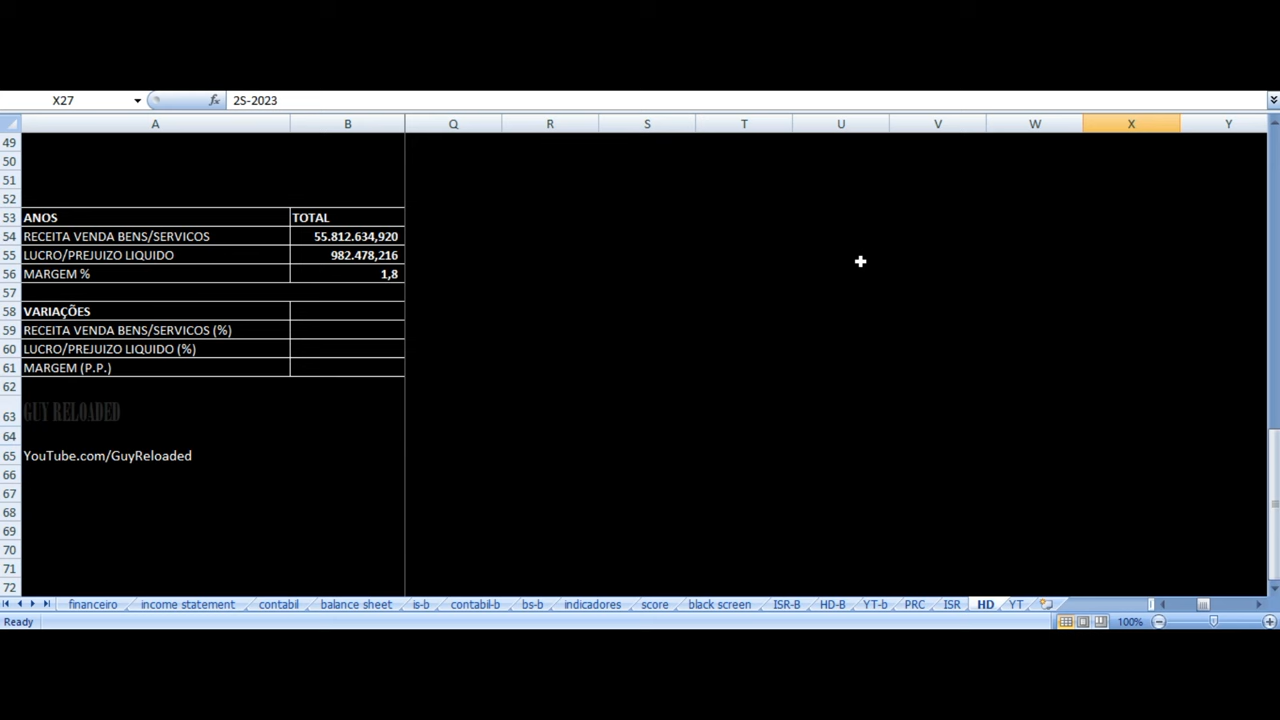 X27 fx 2S-2023
A B Q R S T U V W X Y
49
50
51
52
53 ANOS TOTAL
54 RECEITA VENDA BENS/SERVICOS 55.812.634,920
55 LUCRO/PREJUIZO LIQUIDO 982.478,216
56 MARGEM % 1,8
57
58 VARIAÇÕES
59 RECEITA VENDA BENS/SERVICOS (%)
60 LUCRO/PREJUIZO LIQUIDO (%)
61 MARGEM (P.P.)
62
63 GUY RELOADED
64
65 YouTube.com/GuyReloaded
66
67
68
69
70
71
72
financeiro income statement contabil balance sheet is-b contabil-b bs-b indicadores score black screen ISR-B HD-B YT-b PRC ISR HD YT
Ready 100%